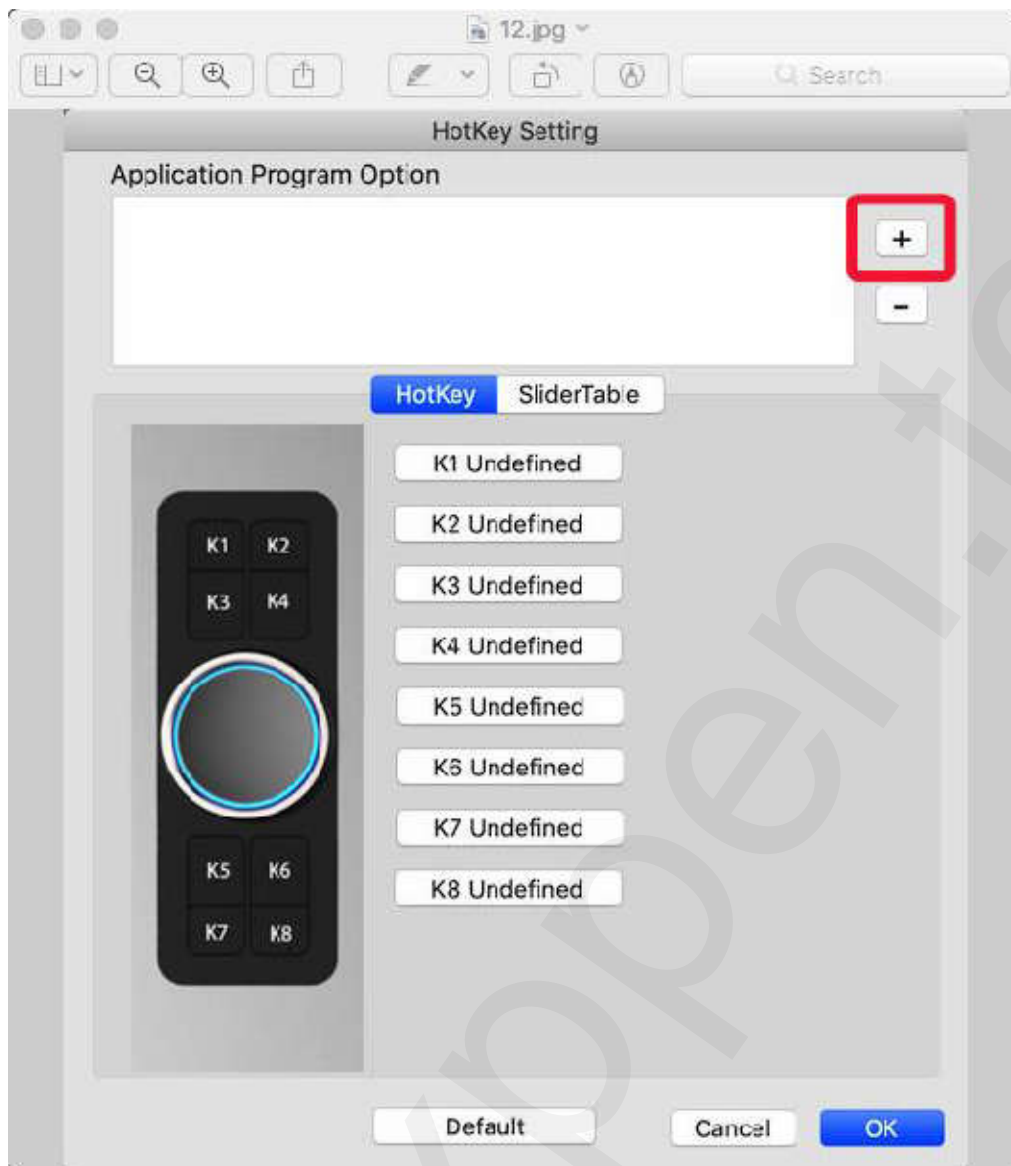 12.jpg
Search
HotKey Setting
Application Program Option
+
-
HotKey SliderTable
K1 Undefined
K2 Undefined
K3 Undefined
K4 Undefined
K5 Undefined
K6 Undefined
K7 Undefined
K8 Undefined
K1 K2
K3 K4
K5 K6
K7 K8
Default Cancel OK